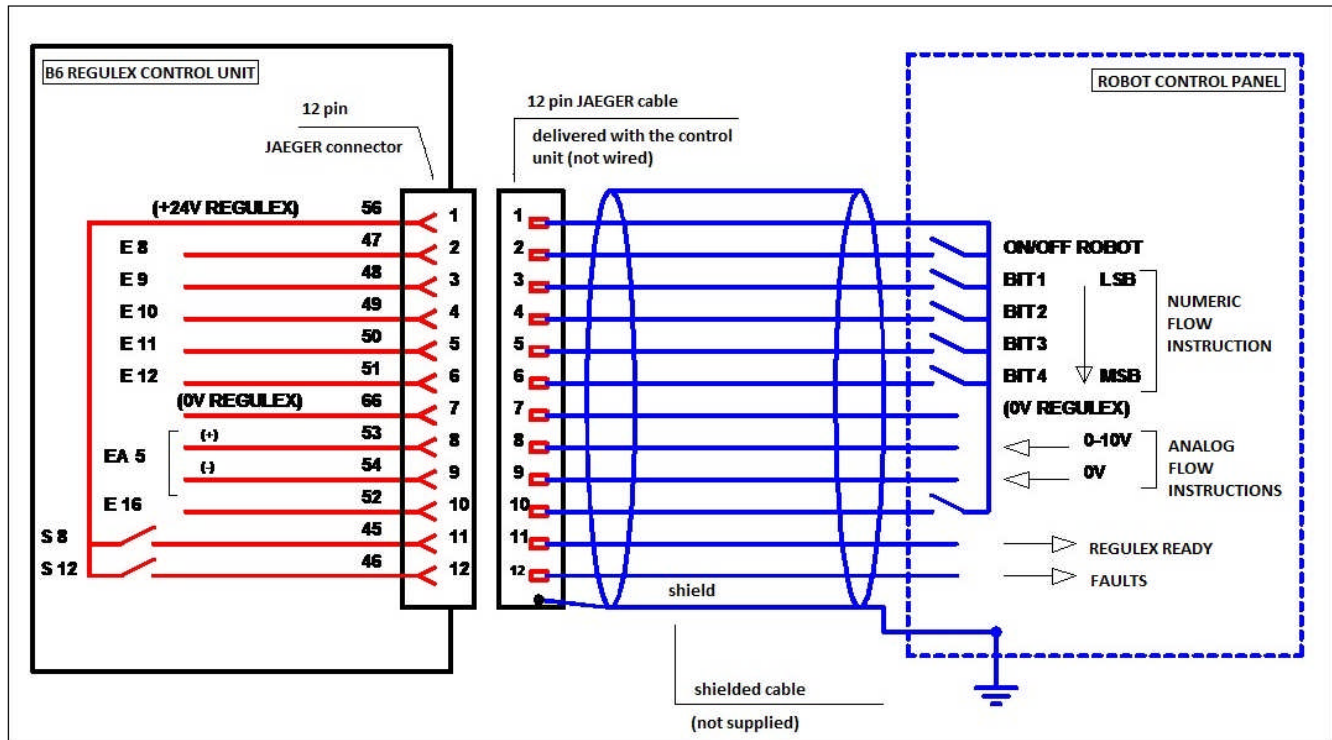 B6 REGULEX CONTROL UNIT
ROBOT CONTROL PANEL
12 pin
JAEGER connector
12 pin JAEGER cable
delivered with the control
unit (not wired)
(+24V REGULEX) 56 1 1
E 8 47 2 2 ON/OFF ROBOT
E 9 48 3 3 BIT1 LSB
E 10 49 4 4 BIT2
E 11 50 5 5 BIT3
E 12 51 6 6 BIT4 MSB
NUMERIC
FLOW
INSTRUCTION
(0V REGULEX) 66 7 7 (0V REGULEX)
EA 5
(+) 53 8 8 0-10V
(-) 54 9 9 0V
ANALOG
FLOW
INSTRUCTIONS
E 16 52 10 10
S 8 45 11 11 REGULEX READY
S 12 46 12 12 FAULTS
shield
shielded cable
(not supplied)